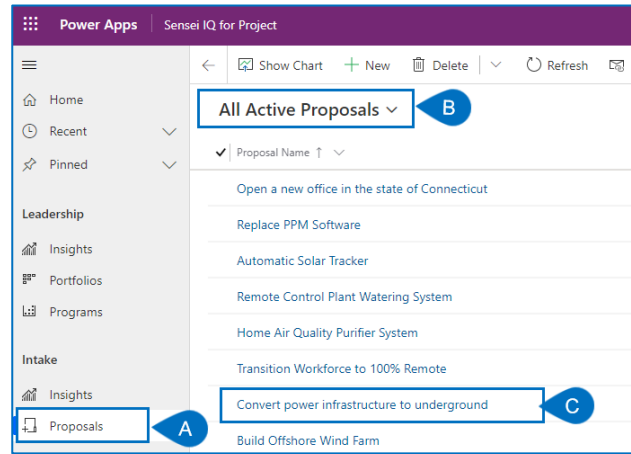 Power Apps Sensei IQ for Project
Show Chart New Delete Refresh
Home
Recent
Pinned
Leadership
Insights
Portfolios
Programs
Intake
Insights
Proposals A
All Active Proposals B
Proposal Name
Open a new office in the state of Connecticut
Replace PPM Software
Automatic Solar Tracker
Remote Control Plant Watering System
Home Air Quality Purifier System
Transition Workforce to 100% Remote
Convert power infrastructure to underground C
Build Offshore Wind Farm